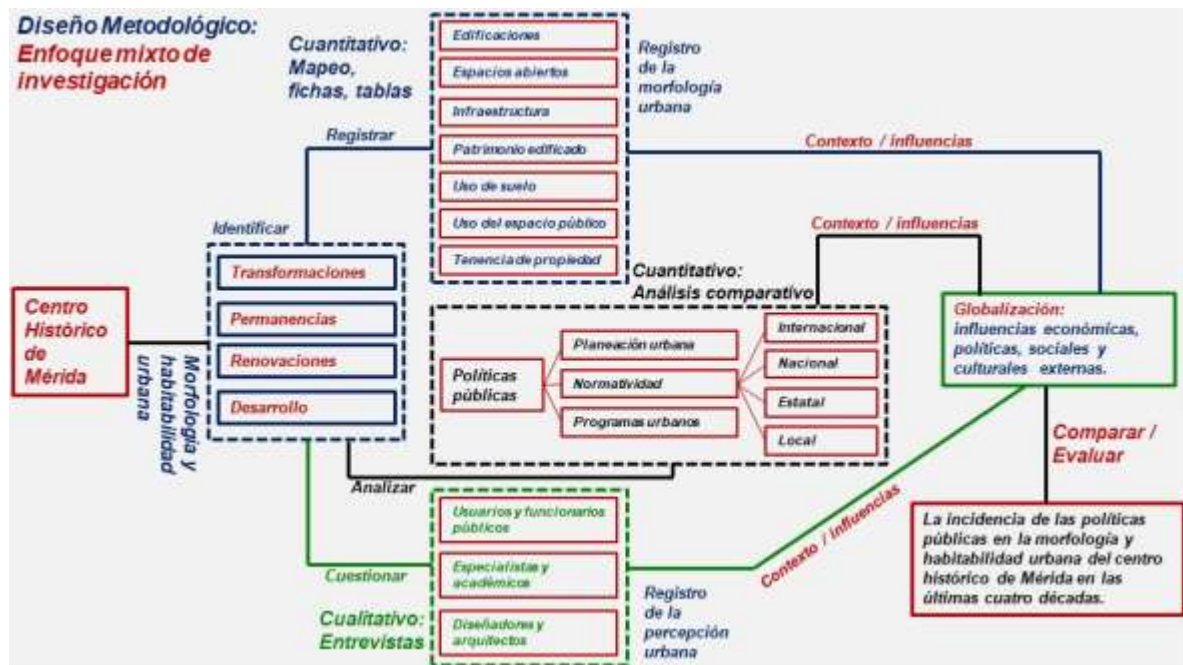 Diseño Metodológico:
Enfoque mixto de
investigación
Cuantitativo:
Mapeo,
fichas, tablas
Edificaciones
Espacios abiertos
Infraestructura
Patrimonio edificado
Uso de suelo
Uso del espacio público
Tenencia de propiedad
Registro
de la
morfología
urbana
Registrar
Contexto / influencias
Identificar
Transformaciones
Permanencias
Renovaciones
Desarrollo
Centro
Histórico
de
Mérida
Morfología y
habitabilidad
urbana
Contexto / influencias
Cuantitativo:
Análisis comparativo
Políticas
públicas
Planeación urbana
Normatividad
Programas urbanos
Internacional
Nacional
Estatal
Local
Globalización:
influencias económicas,
políticas, sociales y
culturales externas.
Analizar
Cuestionar
Cualitativo:
Entrevistas
Usuarios y funcionarios
públicos
Especialistas y
académicos
Diseñadores y
arquitectos
Registro
de la
percepción
urbana
Contexto / influencias
Comparar /
Evaluar
La incidencia de las políticas
públicas en la morfología y
habitabilidad urbana del centro
histórico de Mérida en las
últimas cuatro décadas.